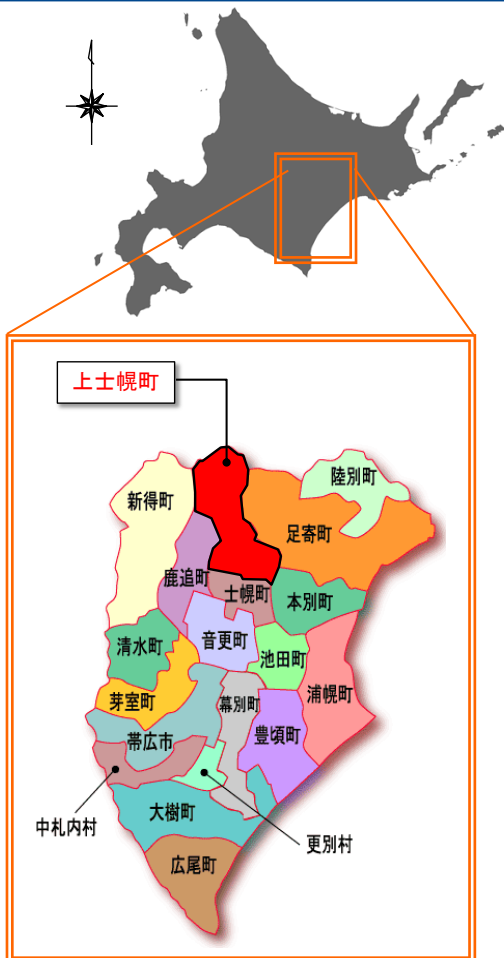 上士幌町
陸別町
新得町
足寄町
鹿追町
士幌町
本別町
音更町
清水町
池田町
浦幌町
芽室町
幕別町
帯広市
豊頃町
大樹町
中札内村
更別村
広尾町